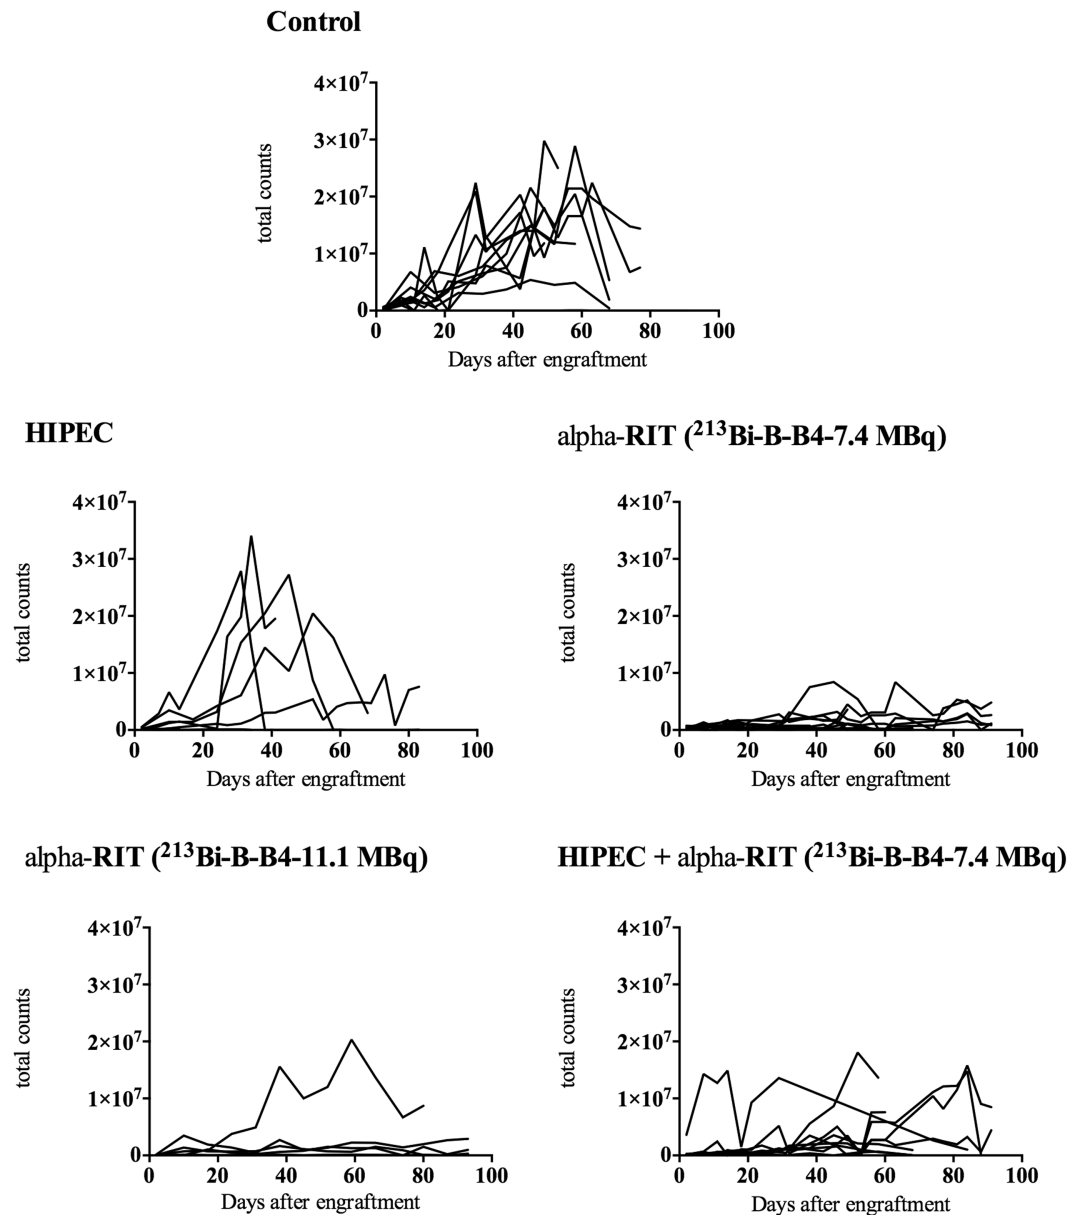 Control
4×10⁷
3×10⁷
2×10⁷
1×10⁷
0
total counts
0 20 40 60 80 100
Days after engraftment
HIPEC
4×10⁷
3×10⁷
2×10⁷
1×10⁷
0
total counts
0 20 40 60 80 100
Days after engraftment
alpha-RIT (²¹³Bi-B-B4-7.4 MBq)
4×10⁷
3×10⁷
2×10⁷
1×10⁷
0
total counts
0 20 40 60 80 100
Days after engraftment
alpha-RIT (²¹³Bi-B-B4-11.1 MBq)
4×10⁷
3×10⁷
2×10⁷
1×10⁷
0
total counts
0 20 40 60 80 100
Days after engraftment
HIPEC + alpha-RIT (²¹³Bi-B-B4-7.4 MBq)
4×10⁷
3×10⁷
2×10⁷
1×10⁷
0
total counts
0 20 40 60 80 100
Days after engraftment